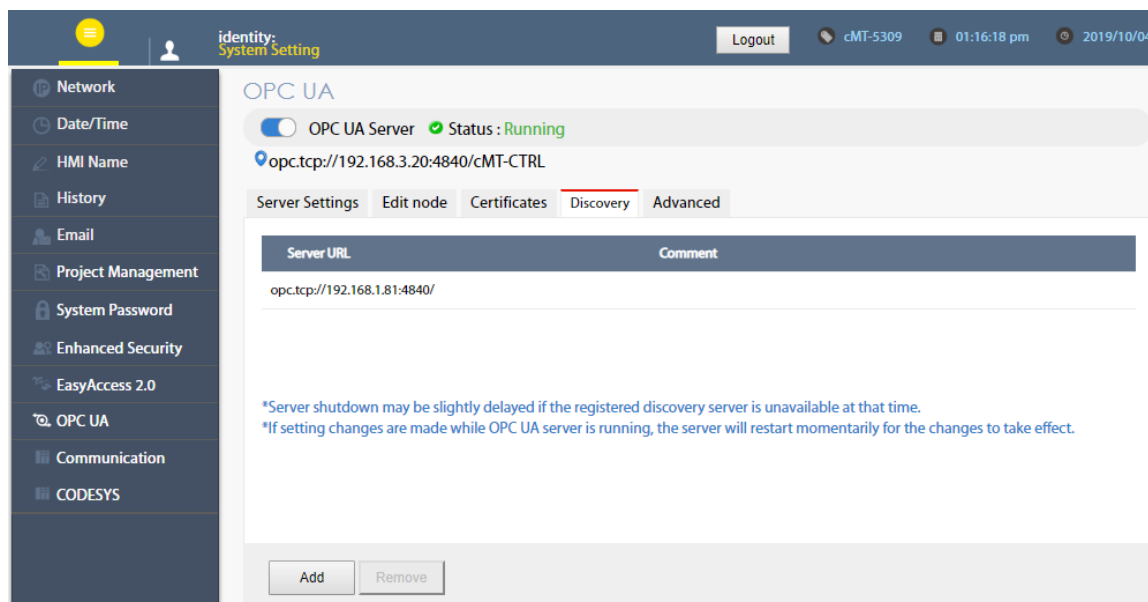 identity:
System Setting
Logout
cMT-5309
01:16:18 pm
2019/10/04
Network
Date/Time
HMI Name
History
Email
Project Management
System Password
Enhanced Security
EasyAccess 2.0
OPC UA
Communication
CODESYS
OPC UA
OPC UA Server Status : Running
opc.tcp://192.168.3.20:4840/cMT-CTRL
Server Settings Edit node Certificates Discovery Advanced
Server URL Comment
opc.tcp://192.168.1.81:4840/
*Server shutdown may be slightly delayed if the registered discovery server is unavailable at that time.
*If setting changes are made while OPC UA server is running, the server will restart momentarily for the changes to take effect.
Add Remove